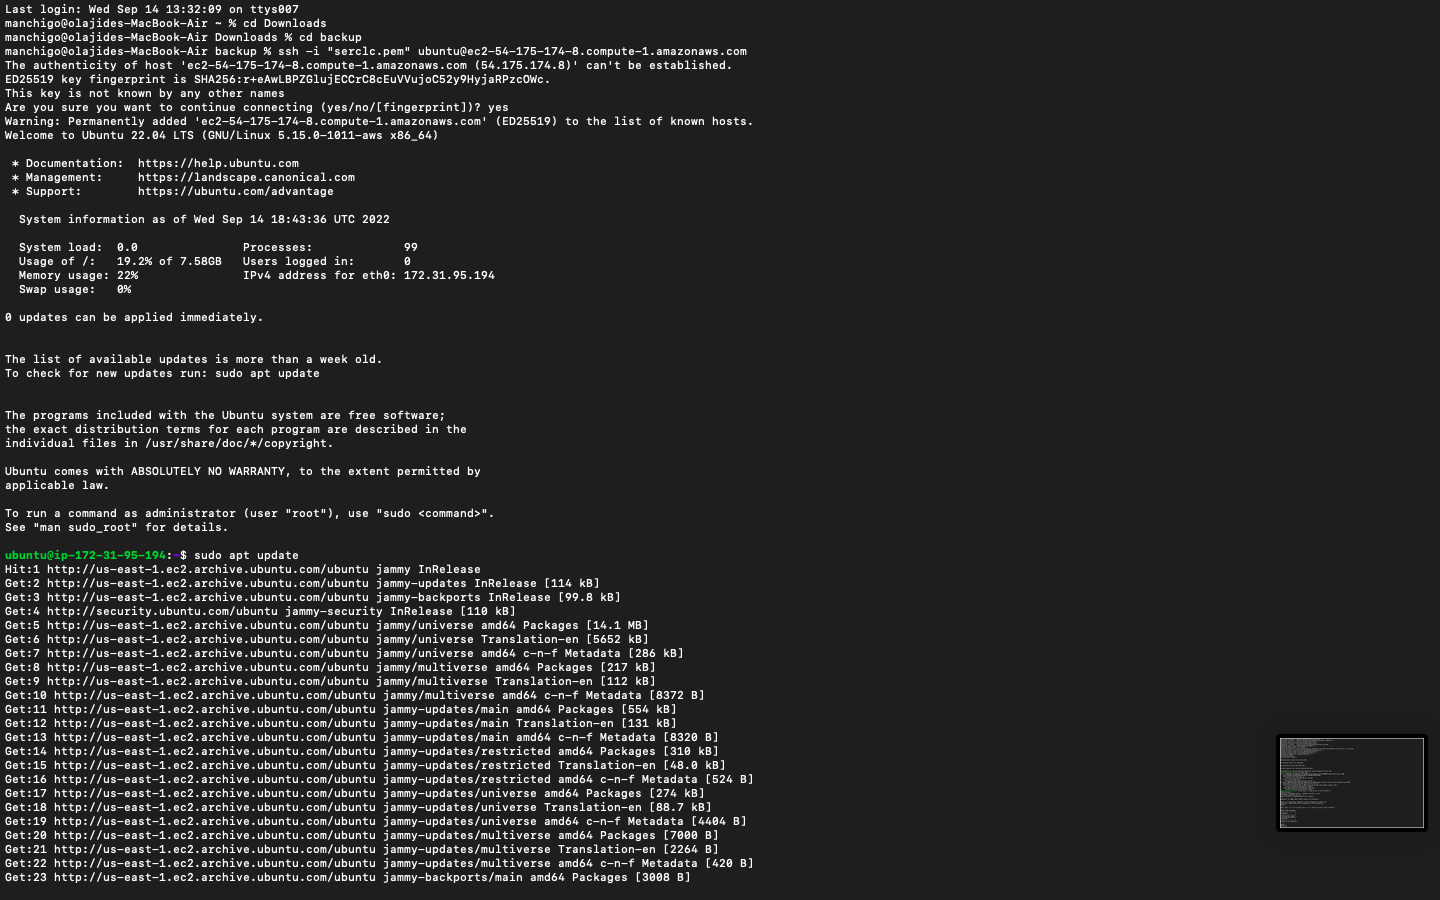 Last login: Wed Sep 14 13:32:09 on ttys007
manchigo@olajides-MacBook-Air ~ % cd Downloads
manchigo@olajides-MacBook-Air Downloads % cd backup
manchigo@olajides-MacBook-Air backup % ssh -i "serclc.pem" ubuntu@ec2-54-175-174-8.compute-1.amazonaws.com
The authenticity of host 'ec2-54-175-174-8.compute-1.amazonaws.com (54.175.174.8)' can't be established.
ED25519 key fingerprint is SHA256:r+eAwLBPZGlujECCrC8cEuVVujoC52y9HyjaRPzcOWc.
This key is not known by any other names
Are you sure you want to continue connecting (yes/no/[fingerprint])? yes
Warning: Permanently added 'ec2-54-175-174-8.compute-1.amazonaws.com' (ED25519) to the list of known hosts.
Welcome to Ubuntu 22.04 LTS (GNU/Linux 5.15.0-1011-aws x86_64)

 * Documentation:  https://help.ubuntu.com
 * Management:     https://landscape.canonical.com
 * Support:        https://ubuntu.com/advantage

  System information as of Wed Sep 14 18:43:36 UTC 2022

  System load:  0.0               Processes:             99
  Usage of /:   19.2% of 7.58GB   Users logged in:       0
  Memory usage: 22%               IPv4 address for eth0: 172.31.95.194
  Swap usage:   0%

0 updates can be applied immediately.

The list of available updates is more than a week old.
To check for new updates run: sudo apt update

The programs included with the Ubuntu system are free software;
the exact distribution terms for each program are described in the
individual files in /usr/share/doc/*/copyright.

Ubuntu comes with ABSOLUTELY NO WARRANTY, to the extent permitted by
applicable law.

To run a command as administrator (user "root"), use "sudo <command>".
See "man sudo_root" for details.

ubuntu@ip-172-31-95-194:~$ sudo apt update
Hit:1 http://us-east-1.ec2.archive.ubuntu.com/ubuntu jammy InRelease
Get:2 http://us-east-1.ec2.archive.ubuntu.com/ubuntu jammy-updates InRelease [114 kB]
Get:3 http://us-east-1.ec2.archive.ubuntu.com/ubuntu jammy-backports InRelease [99.8 kB]
Get:4 http://security.ubuntu.com/ubuntu jammy-security InRelease [110 kB]
Get:5 http://us-east-1.ec2.archive.ubuntu.com/ubuntu jammy/universe amd64 Packages [14.1 MB]
Get:6 http://us-east-1.ec2.archive.ubuntu.com/ubuntu jammy/universe Translation-en [5652 kB]
Get:7 http://us-east-1.ec2.archive.ubuntu.com/ubuntu jammy/universe amd64 c-n-f Metadata [286 kB]
Get:8 http://us-east-1.ec2.archive.ubuntu.com/ubuntu jammy/multiverse amd64 Packages [217 kB]
Get:9 http://us-east-1.ec2.archive.ubuntu.com/ubuntu jammy/multiverse Translation-en [112 kB]
Get:10 http://us-east-1.ec2.archive.ubuntu.com/ubuntu jammy/multiverse amd64 c-n-f Metadata [8372 B]
Get:11 http://us-east-1.ec2.archive.ubuntu.com/ubuntu jammy-updates/main amd64 Packages [554 kB]
Get:12 http://us-east-1.ec2.archive.ubuntu.com/ubuntu jammy-updates/main Translation-en [131 kB]
Get:13 http://us-east-1.ec2.archive.ubuntu.com/ubuntu jammy-updates/main amd64 c-n-f Metadata [8320 B]
Get:14 http://us-east-1.ec2.archive.ubuntu.com/ubuntu jammy-updates/restricted amd64 Packages [310 kB]
Get:15 http://us-east-1.ec2.archive.ubuntu.com/ubuntu jammy-updates/restricted Translation-en [48.0 kB]
Get:16 http://us-east-1.ec2.archive.ubuntu.com/ubuntu jammy-updates/restricted amd64 c-n-f Metadata [524 B]
Get:17 http://us-east-1.ec2.archive.ubuntu.com/ubuntu jammy-updates/universe amd64 Packages [274 kB]
Get:18 http://us-east-1.ec2.archive.ubuntu.com/ubuntu jammy-updates/universe Translation-en [88.7 kB]
Get:19 http://us-east-1.ec2.archive.ubuntu.com/ubuntu jammy-updates/universe amd64 c-n-f Metadata [4404 B]
Get:20 http://us-east-1.ec2.archive.ubuntu.com/ubuntu jammy-updates/multiverse amd64 Packages [7000 B]
Get:21 http://us-east-1.ec2.archive.ubuntu.com/ubuntu jammy-updates/multiverse Translation-en [2264 B]
Get:22 http://us-east-1.ec2.archive.ubuntu.com/ubuntu jammy-updates/multiverse amd64 c-n-f Metadata [420 B]
Get:23 http://us-east-1.ec2.archive.ubuntu.com/ubuntu jammy-backports/main amd64 Packages [3008 B]